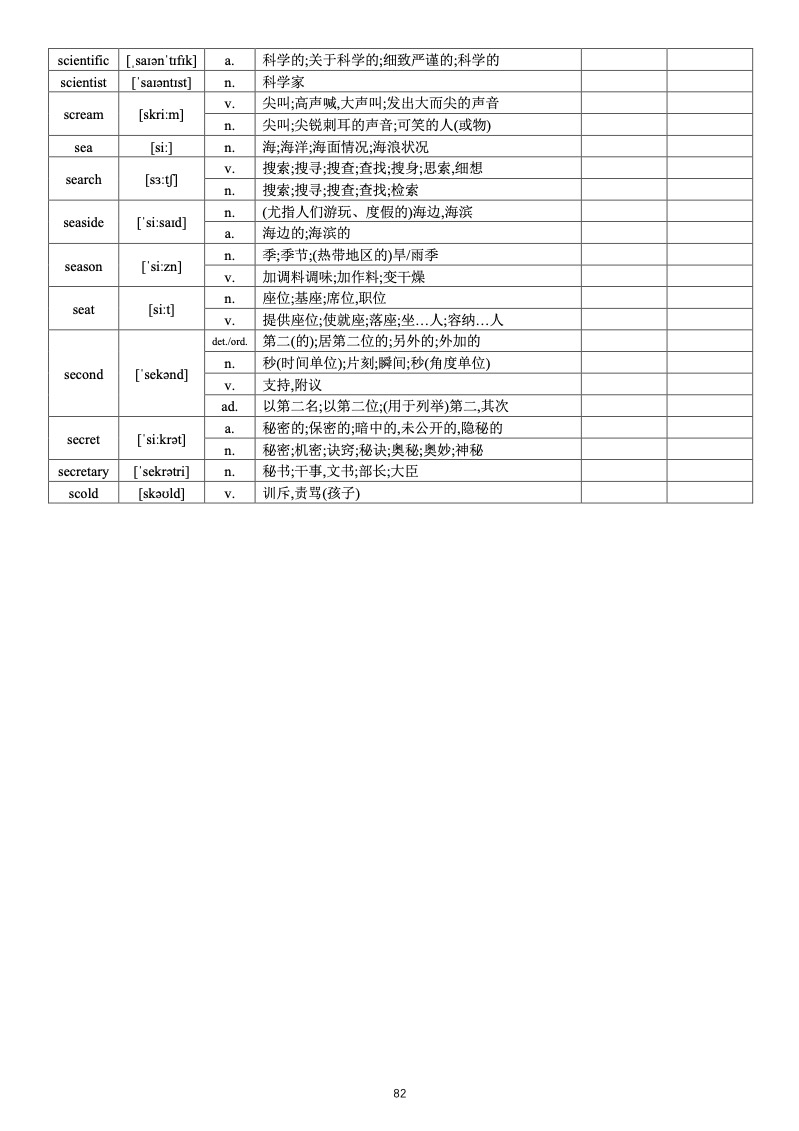 scientific [ˌsaɪənˈtɪfɪk] a. 科学的;关于科学的;细致严谨的;科学的
scientist [ˈsaɪəntɪst] n. 科学家
scream [skriːm] v. 尖叫;高声喊,大声叫;发出大而尖的声音
n. 尖叫;尖锐刺耳的声音;可笑的人(或物)
sea [siː] n. 海;海洋;海面情况;海浪状况
search [sɜːtʃ] v. 搜索;搜寻;搜查;查找;搜身;思索,细想
n. 搜索;搜寻;搜查;查找;检索
seaside [ˈsiːsaɪd] n. (尤指人们游玩、度假的)海边,海滨
a. 海边的;海滨的
season [ˈsiːzn] n. 季;季节;(热带地区的)旱/雨季
v. 加调料调味;加作料;变干燥
seat [siːt] n. 座位;基座;席位,职位
v. 提供座位;使就座;落座;坐…人;容纳…人
second [ˈsekənd] det./ord. 第二(的);居第二位的;另外的;外加的
n. 秒(时间单位);片刻;瞬间;秒(角度单位)
v. 支持,附议
ad. 以第二名;以第二位;(用于列举)第二,其次
secret [ˈsiːkrət] a. 秘密的;保密的;暗中的,未公开的,隐秘的
n. 秘密;机密;诀窍;秘诀;奥秘;奥妙;神秘
secretary [ˈsekrətri] n. 秘书;干事,文书;部长;大臣
scold [skəʊld] v. 训斥,责骂(孩子)
82